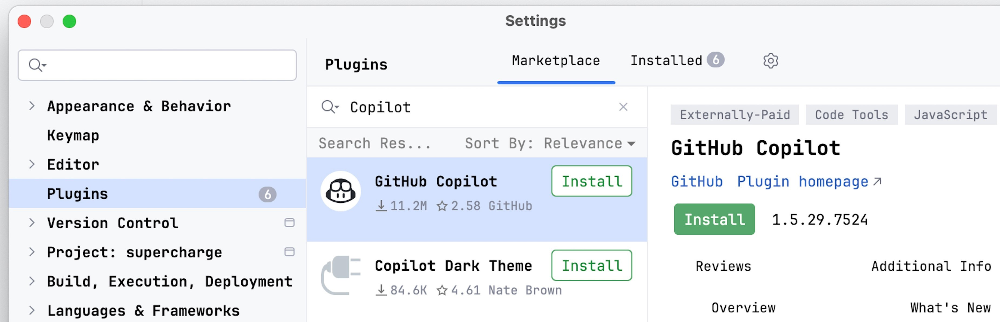 Settings
Appearance & Behavior
Keymap
Editor
Plugins 6
Version Control
Project: supercharge
Build, Execution, Deployment
Languages & Frameworks
Plugins
Marketplace
Installed 6
Copilot
Search Res... Sort By: Relevance
GitHub Copilot Install
11.2M 2.58 GitHub
Copilot Dark Theme Install
84.6K 4.61 Nate Brown
Externally-Paid Code Tools JavaScript
GitHub Copilot
GitHub Plugin homepage
Install 1.5.29.7524
Reviews Additional Info
Overview What's New